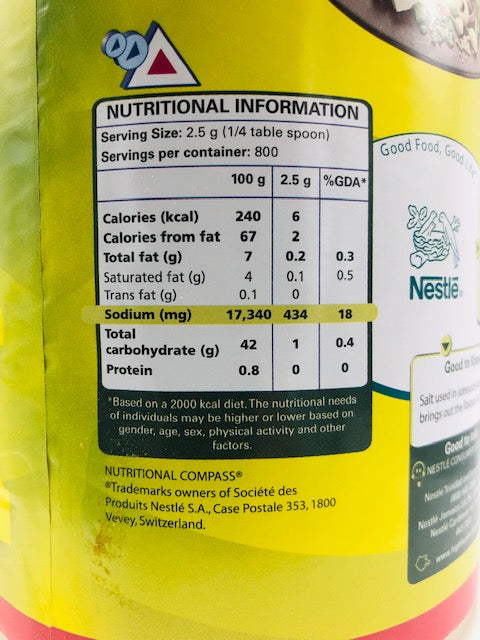 NUTRITIONAL INFORMATION
Serving Size: 2.5 g (1/4 table spoon)
Servings per container: 800
100 g 2.5 g %GDA*
Calories (kcal) 240 6
Calories from fat 67 2
Total fat (g) 7 0.2 0.3
Saturated fat (g) 4 0.1 0.5
Trans fat (g) 0.1 0
Sodium (mg) 17,340 434 18
Total
carbohydrate (g) 42 1 0.4
Protein 0.8 0 0
*Based on a 2000 kcal diet. The nutritional needs
of individuals may be higher or lower based on
gender, age, sex, physical activity and other
factors.
NUTRITIONAL COMPASS®
®Trademarks owners of Société des
Produits Nestlé S.A., Case Postale 353, 1800
Vevey, Switzerland.
Good Food, Good
Nestlé
Good to
Salt used in
brings out the
Good to
NESTLÉ
Nestlé
Nestlé
Nestlé